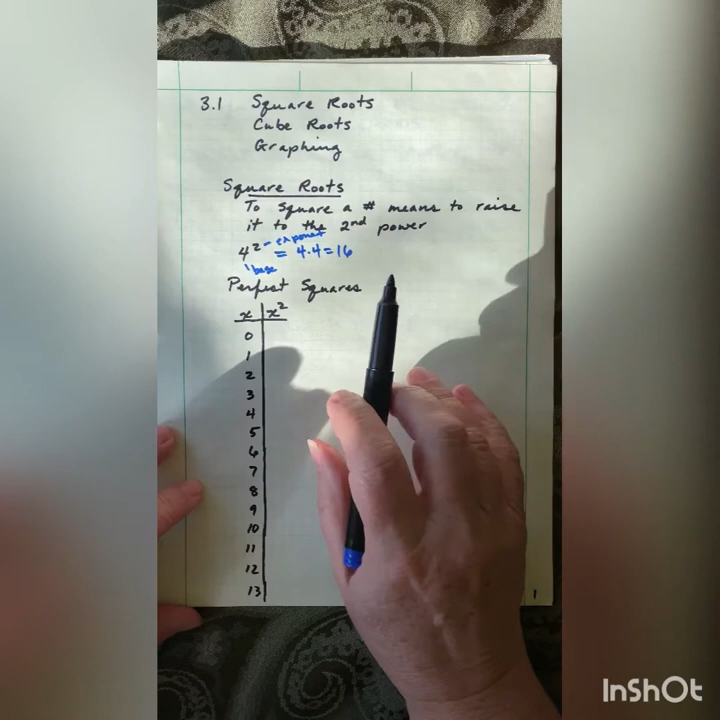 3.1 Square Roots
Cube Roots
Graphing
Square Roots
To square a # means to raise
it to the 2nd power
4² - exponent = 4·4=16
base
Perfect Squares
x x²
0
1
2
3
4
5
6
7
8
9
10
11
12
13
1
InShOt